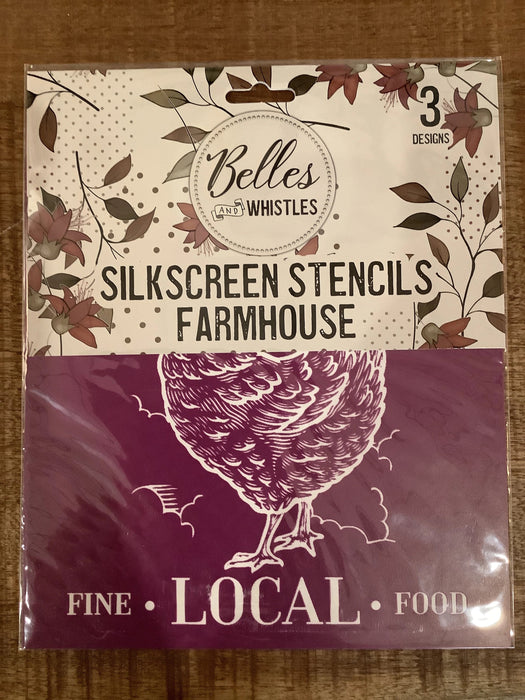 3
DESIGNS
Belles
AND WHISTLES
SILKSCREEN STENCILS
FARMHOUSE
FINE • LOCAL • FOOD